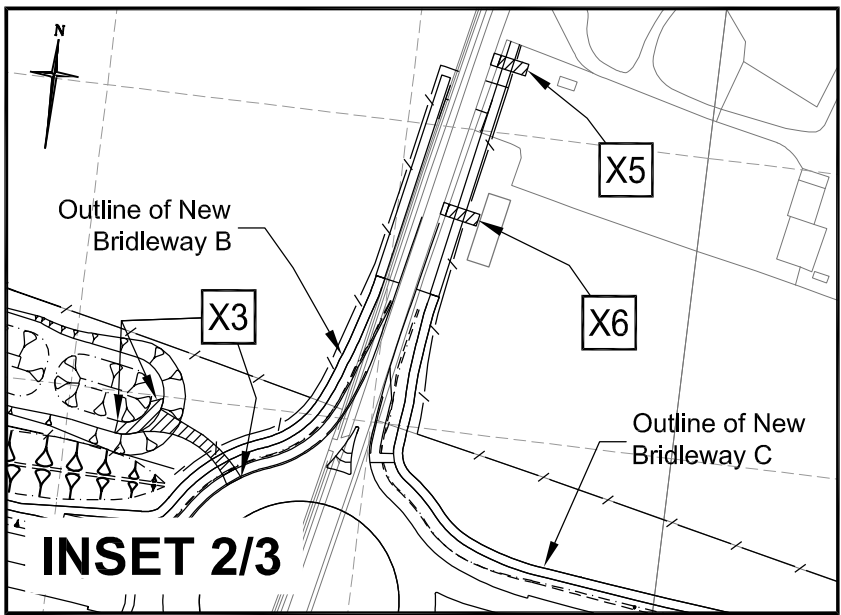 N
X5
Outline of New
Bridleway B
X3
X6
Outline of New
Bridleway C
INSET 2/3